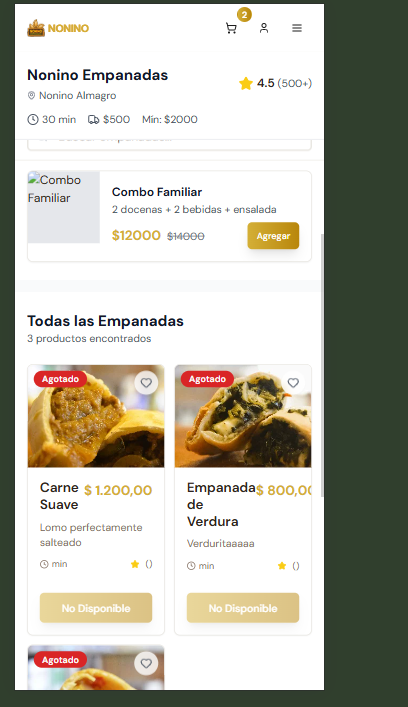 2
NONINO
Nonino Empanadas
Nonino Almagro
4.5 (500+)
30 min $500 Min: $2000
Combo
Familiar
Combo Familiar
2 docenas + 2 bebidas + ensalada
$12000 $14000
Agregar
Todas las Empanadas
3 productos encontrados
Agotado
Carne
Suave
$ 1.200,00
Lomo perfectamente
salteado
min ()
No Disponible
Agotado
Empanada
de
Verdura
$ 800,00
Verduritaaaaa
min ()
No Disponible
Agotado